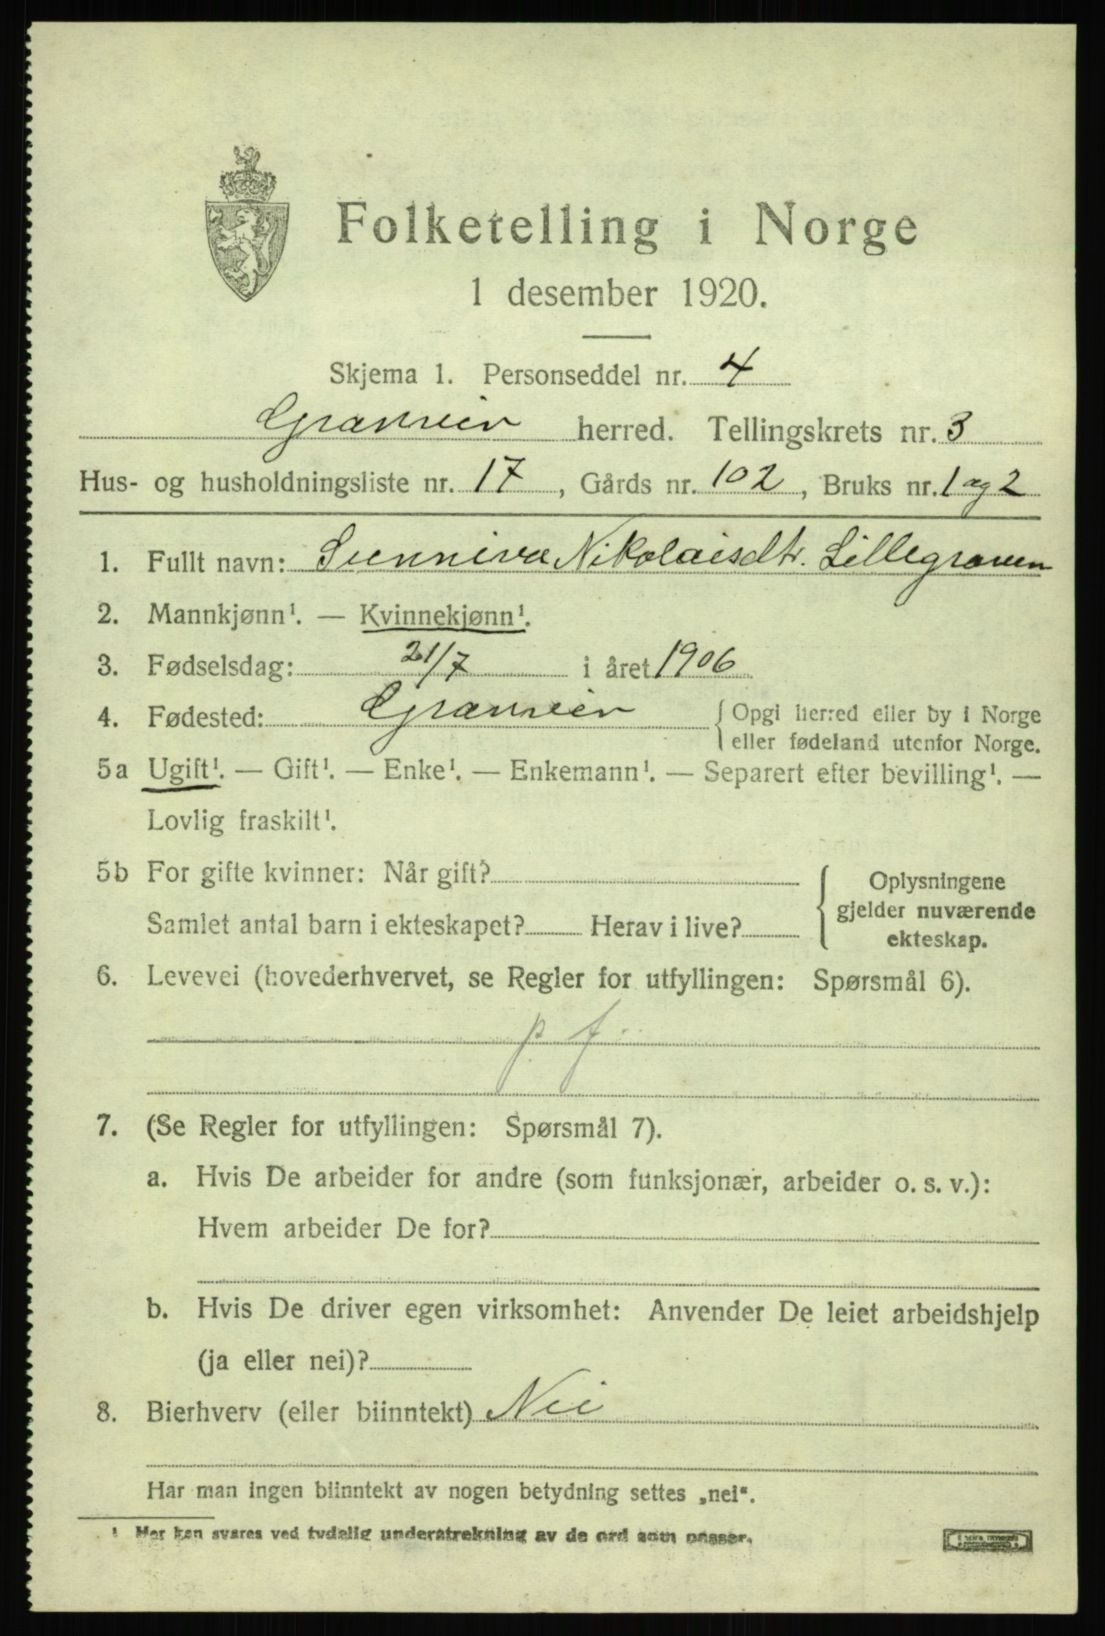 Folketelling i Norge
1 desember 1920.
Skjema 1. Personseddel nr. 4
Granvin herred. Tellingskrets nr. 3
Hus- og husholdningsliste nr. 17, Gårds nr. 102, Bruks nr. 1 og 2
1. Fullt navn: Sunniva Nikolaisdtr. Lillegraven
2. Mannkjønn¹. — Kvinnekjønn¹.
3. Fødselsdag: 21/7 i året 1906
4. Fødested: Granvin { Opgi herred eller by i Norge
eller fødeland utenfor Norge.
5a Ugift¹. — Gift¹. — Enke¹. — Enkemann¹. — Separert efter bevilling¹. —
Lovlig fraskilt¹.
5b For gifte kvinner: Når gift?
Samlet antal barn i ekteskapet? Herav i live?
{ Oplysningene
gjelder nuværende
ekteskap.
6. Levevei (hovederhvervet, se Regler for utfyllingen: Spørsmål 6).
p. f.
7. (Se Regler for utfyllingen: Spørsmål 7).
a. Hvis De arbeider for andre (som funksjonær, arbeider o. s. v.):
Hvem arbeider De for?
b. Hvis De driver egen virksomhet: Anvender De leiet arbeidshjelp
(ja eller nei)?
8. Bierhverv (eller biinntekt) Nei
Har man ingen biinntekt av nogen betydning settes „nei".
¹ Her kan svares ved tydelig understrekning av de ord som passer.